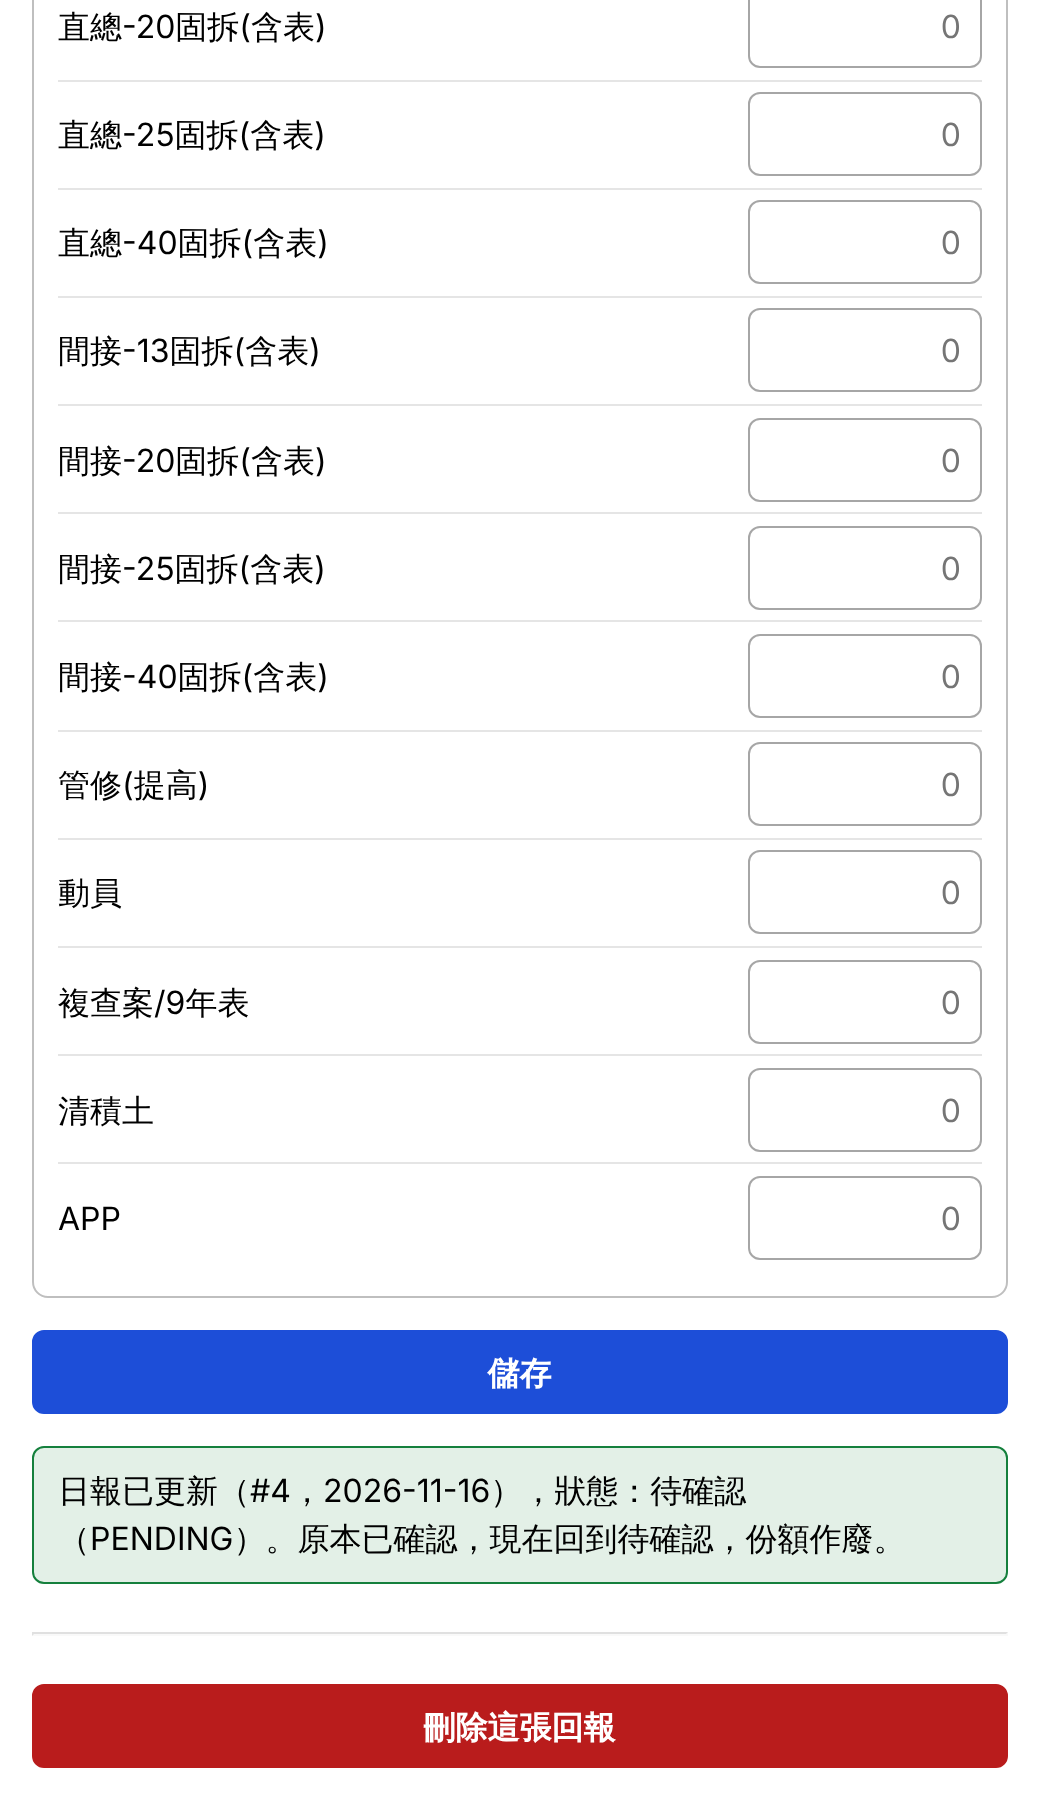 直總-20固拆(含表)
0
直總-25固拆(含表)
0
直總-40固拆(含表)
0
間接-13固拆(含表)
0
間接-20固拆(含表)
0
間接-25固拆(含表)
0
間接-40固拆(含表)
0
管修(提高)
0
動員
0
複查案/9年表
0
清積土
0
APP
0
儲存
日報已更新（#4，2026-11-16），狀態：待確認
（PENDING）。原本已確認，現在回到待確認，份額作廢。
刪除這張回報